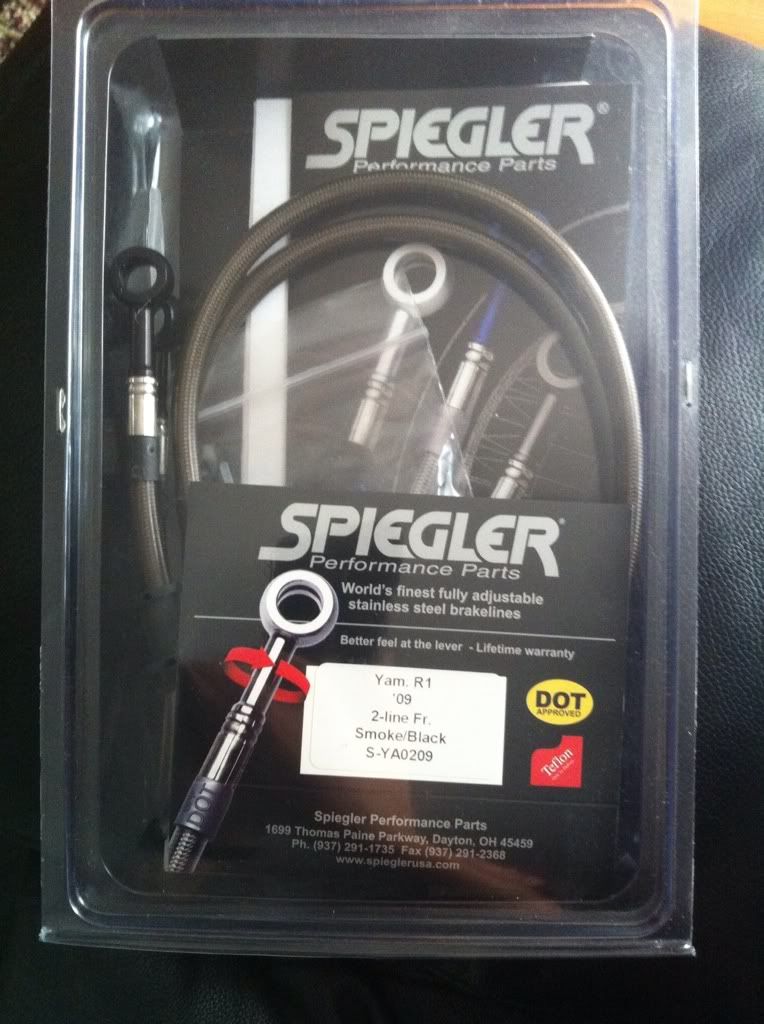 SPIEGLER®
Performance Parts
SPIEGLER®
Performance Parts
World's finest fully adjustable
stainless steel brakelines
Better feel at the lever - Lifetime warranty
Yam. R1
'09
2-line Fr.
Smoke/Black
S-YA0209
DOT
APPROVED
Teflon
DOT
Spiegler Performance Parts
1699 Thomas Paine Parkway, Dayton, OH 45459
Ph. (937) 291-1735 Fax (937) 291-2368
www.spieglerusa.com